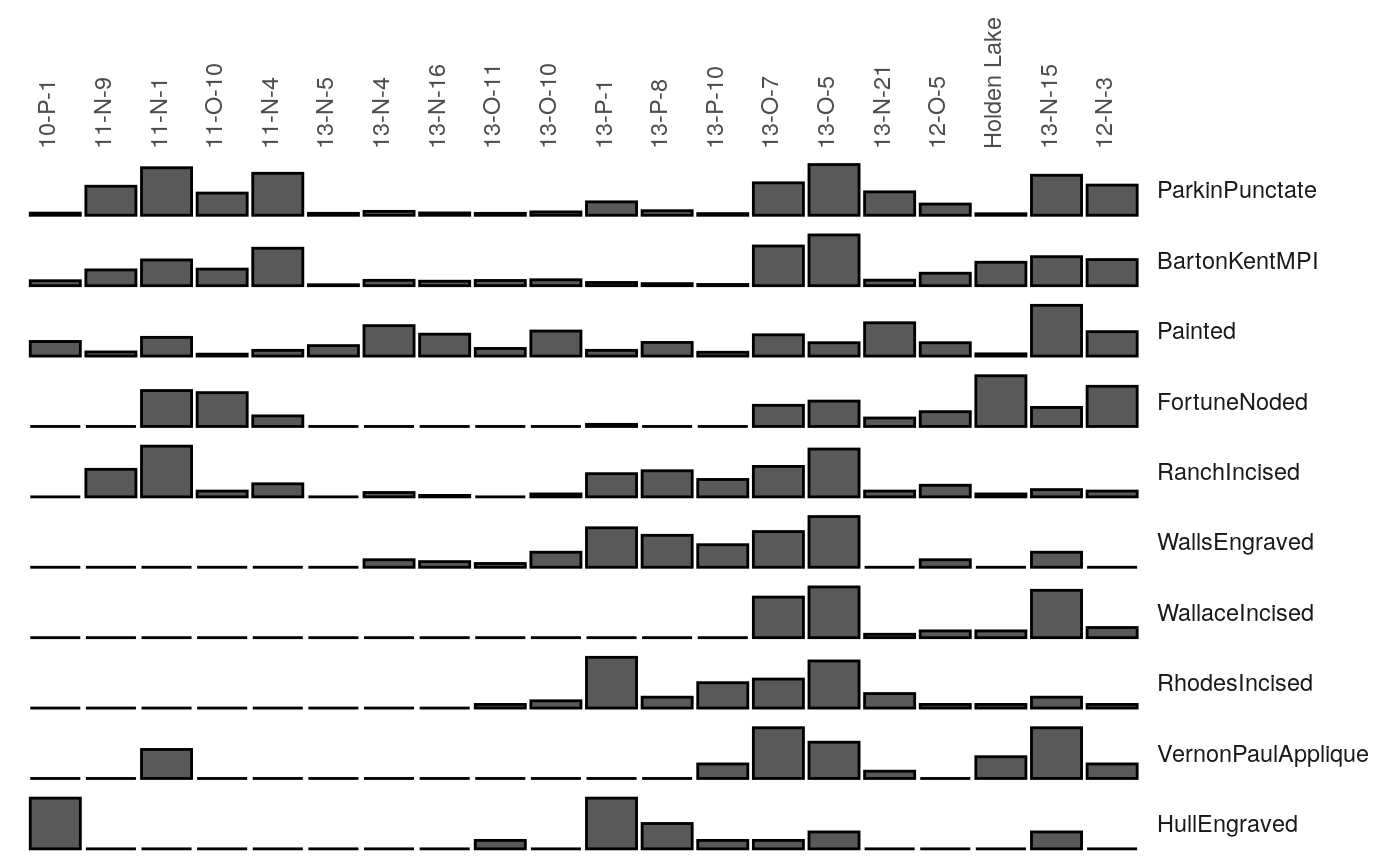 10-P-1
11-N-9
11-N-1
11-O-10
11-N-4
13-N-5
13-N-4
13-N-16
13-O-11
13-O-10
13-P-1
13-P-8
13-P-10
13-O-7
13-O-5
13-N-21
12-O-5
Holden Lake
13-N-15
12-N-3
ParkinPunctate
BartonKentMPI
Painted
FortuneNoded
RanchIncised
WallsEngraved
WallaceIncised
RhodesIncised
VernonPaulApplique
HullEngraved